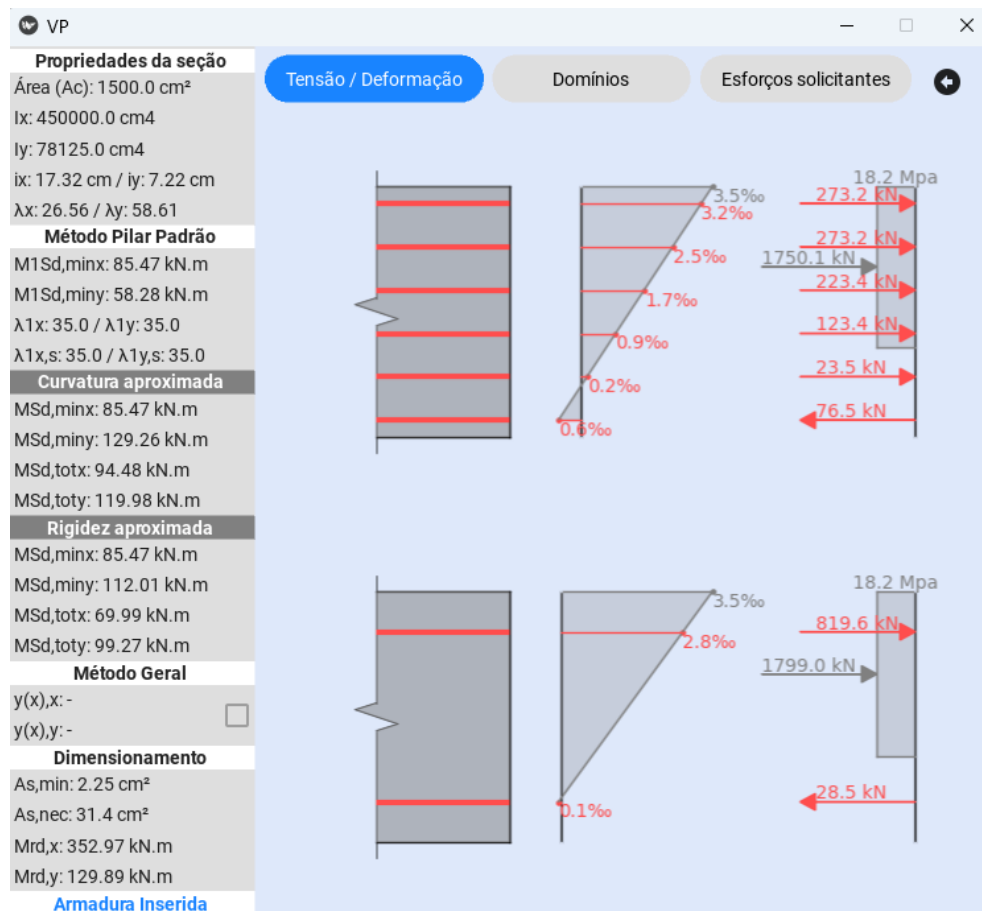 VP
Propriedades da seção
Área (Ac): 1500.0 cm²
Ix: 450000.0 cm4
Iy: 78125.0 cm4
ix: 17.32 cm / iy: 7.22 cm
λx: 26.56 / λy: 58.61
Método Pilar Padrão
M1Sd,minx: 85.47 kN.m
M1Sd,miny: 58.28 kN.m
λ1x: 35.0 / λ1y: 35.0
λ1x,s: 35.0 / λ1y,s: 35.0
Curvatura aproximada
MSd,minx: 85.47 kN.m
MSd,miny: 129.26 kN.m
MSd,totx: 94.48 kN.m
MSd,toty: 119.98 kN.m
Rigidez aproximada
MSd,minx: 85.47 kN.m
MSd,miny: 112.01 kN.m
MSd,totx: 69.99 kN.m
MSd,toty: 99.27 kN.m
Método Geral
y(x),x: -
y(x),y: -
Dimensionamento
As,min: 2.25 cm²
As,nec: 31.4 cm²
Mrd,x: 352.97 kN.m
Mrd,y: 129.89 kN.m
Armadura Inserida
Tensão / Deformação
Domínios
Esforços solicitantes
3.5‰
3.2‰
2.5‰
1.7‰
0.9‰
0.2‰
0.6‰
18.2 Mpa
273.2 kN
273.2 kN
1750.1 kN
223.4 kN
123.4 kN
23.5 kN
76.5 kN
3.5‰
2.8‰
0.1‰
18.2 Mpa
819.6 kN
1799.0 kN
28.5 kN